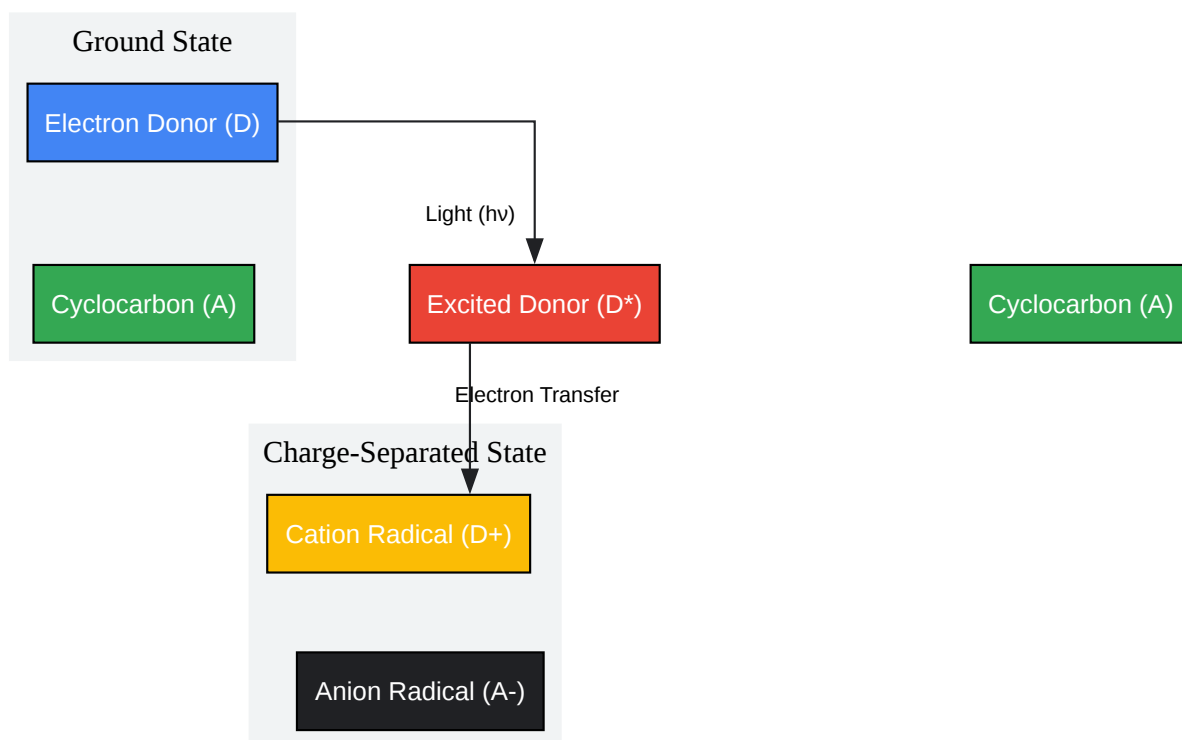 Ground State
Electron Donor (D)
Light (hν)
Cyclocarbon (A)
Excited Donor (D*)
Cyclocarbon (A)
Electron Transfer
Charge-Separated State
Cation Radical (D+)
Anion Radical (A-)